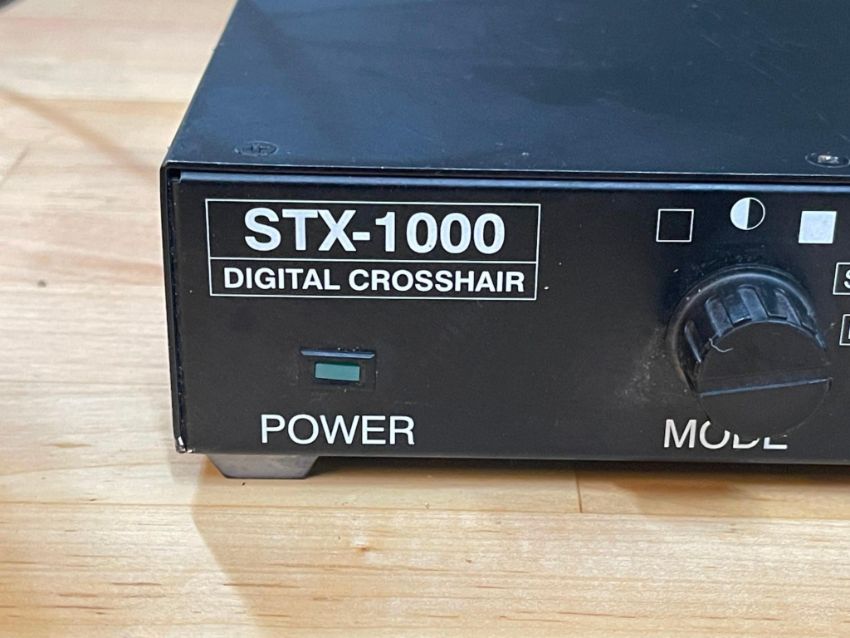 STX-1000
DIGITAL CROSSHAIR
POWER
MODE